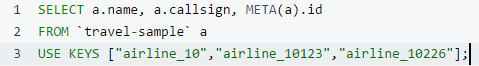 1 SELECT a.name, a.callsign, META(a).id
2 FROM `travel-sample` a
3 USE KEYS ["airline_10","airline_10123","airline_10226"];